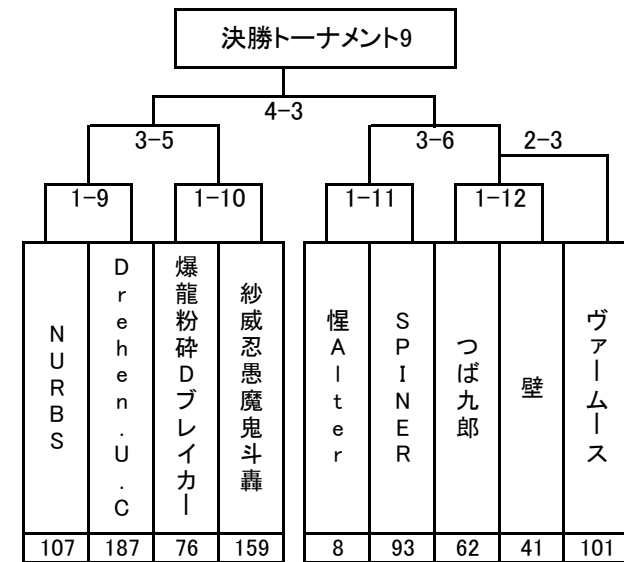 決勝トーナメント9
4-3
3-5
3-6
2-3
1-9
1-10
1-11
1-12
NURBS
Drehen.U.C
爆龍粉砕Dブレイカー
紗威忍愚魔鬼斗轟
惺Alter
SPINER
つば九郎
壁
ヴァームース
107
187
76
159
8
93
62
41
101